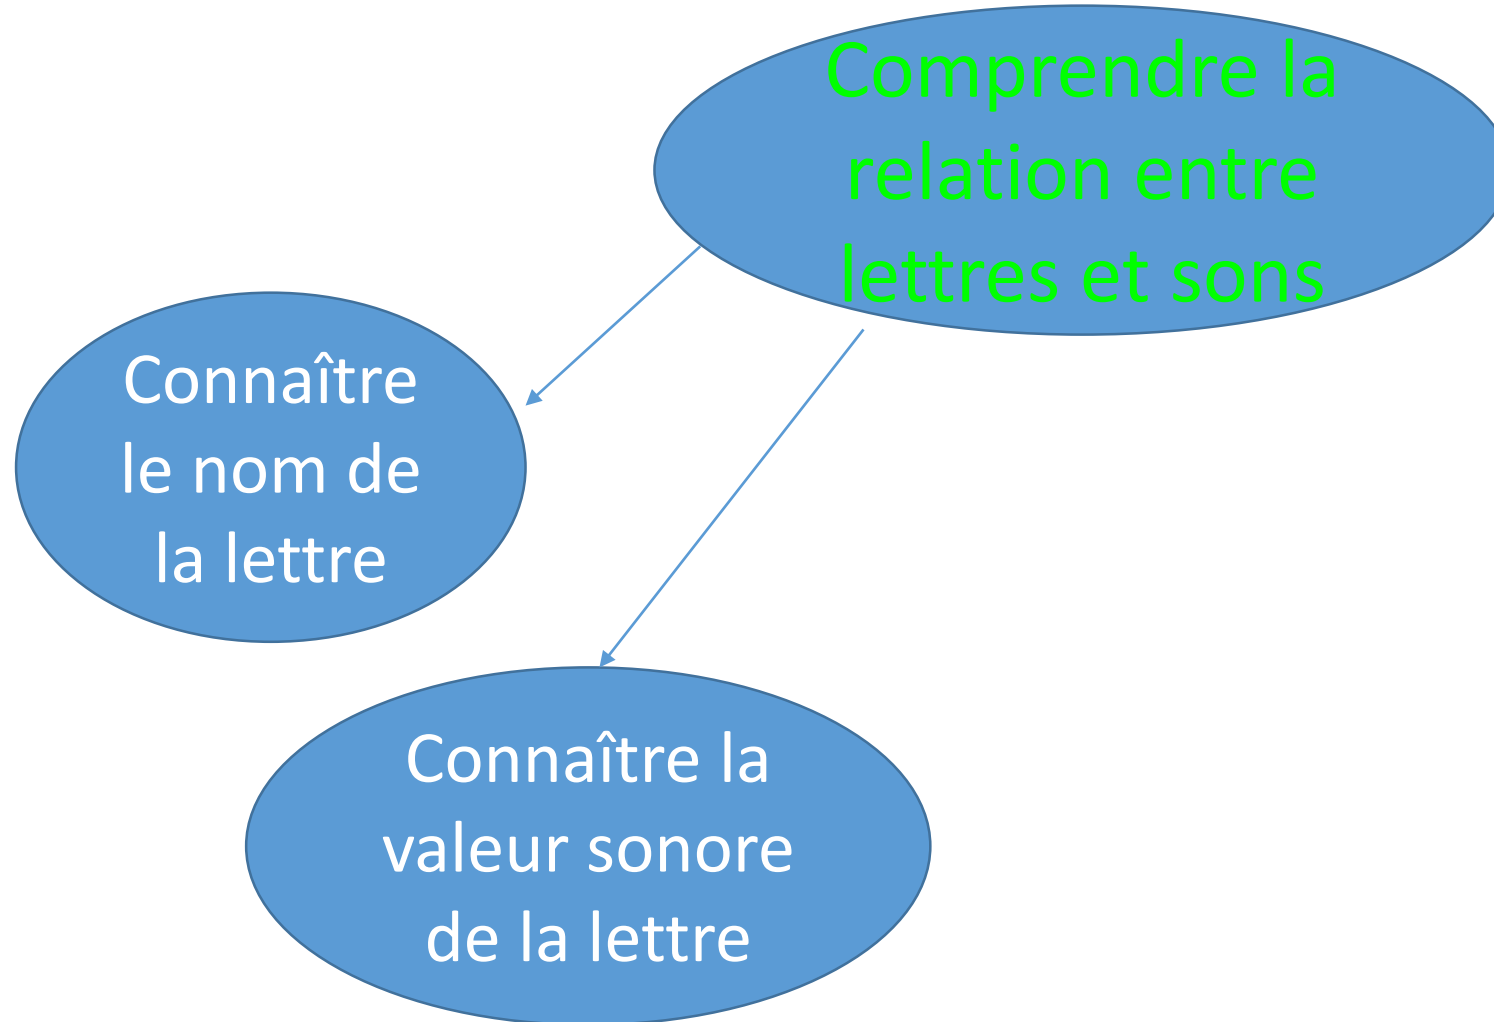 Comprendre la
relation entre
lettres et sons
Connaître
le nom de
la lettre
Connaître la
valeur sonore
de la lettre